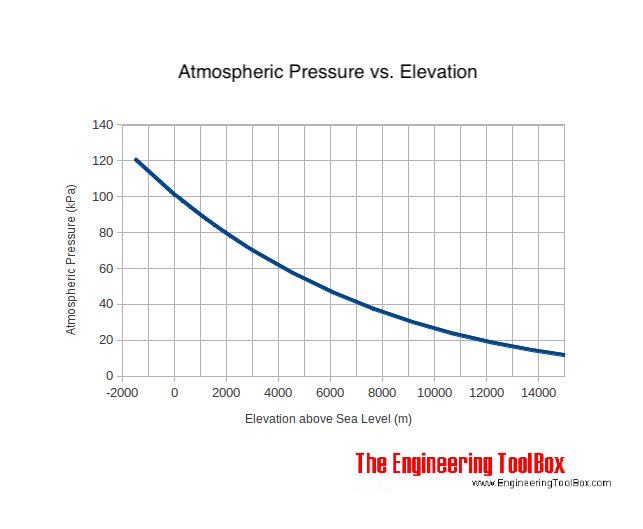 Atmospheric Pressure vs. Elevation
140
120
100
80
60
40
20
0
Atmospheric Pressure (kPa)
-2000 0 2000 4000 6000 8000 10000 12000 14000
Elevation above Sea Level (m)
The Engineering ToolBox
www.EngineeringToolBox.com